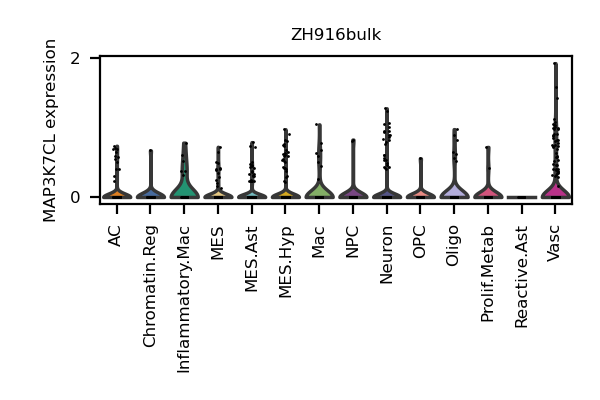 ZH916bulk
MAP3K7CL expression
2
0
AC
Chromatin.Reg
Inflammatory.Mac
MES
MES.Ast
MES.Hyp
Mac
NPC
Neuron
OPC
Oligo
Prolif.Metab
Reactive.Ast
Vasc